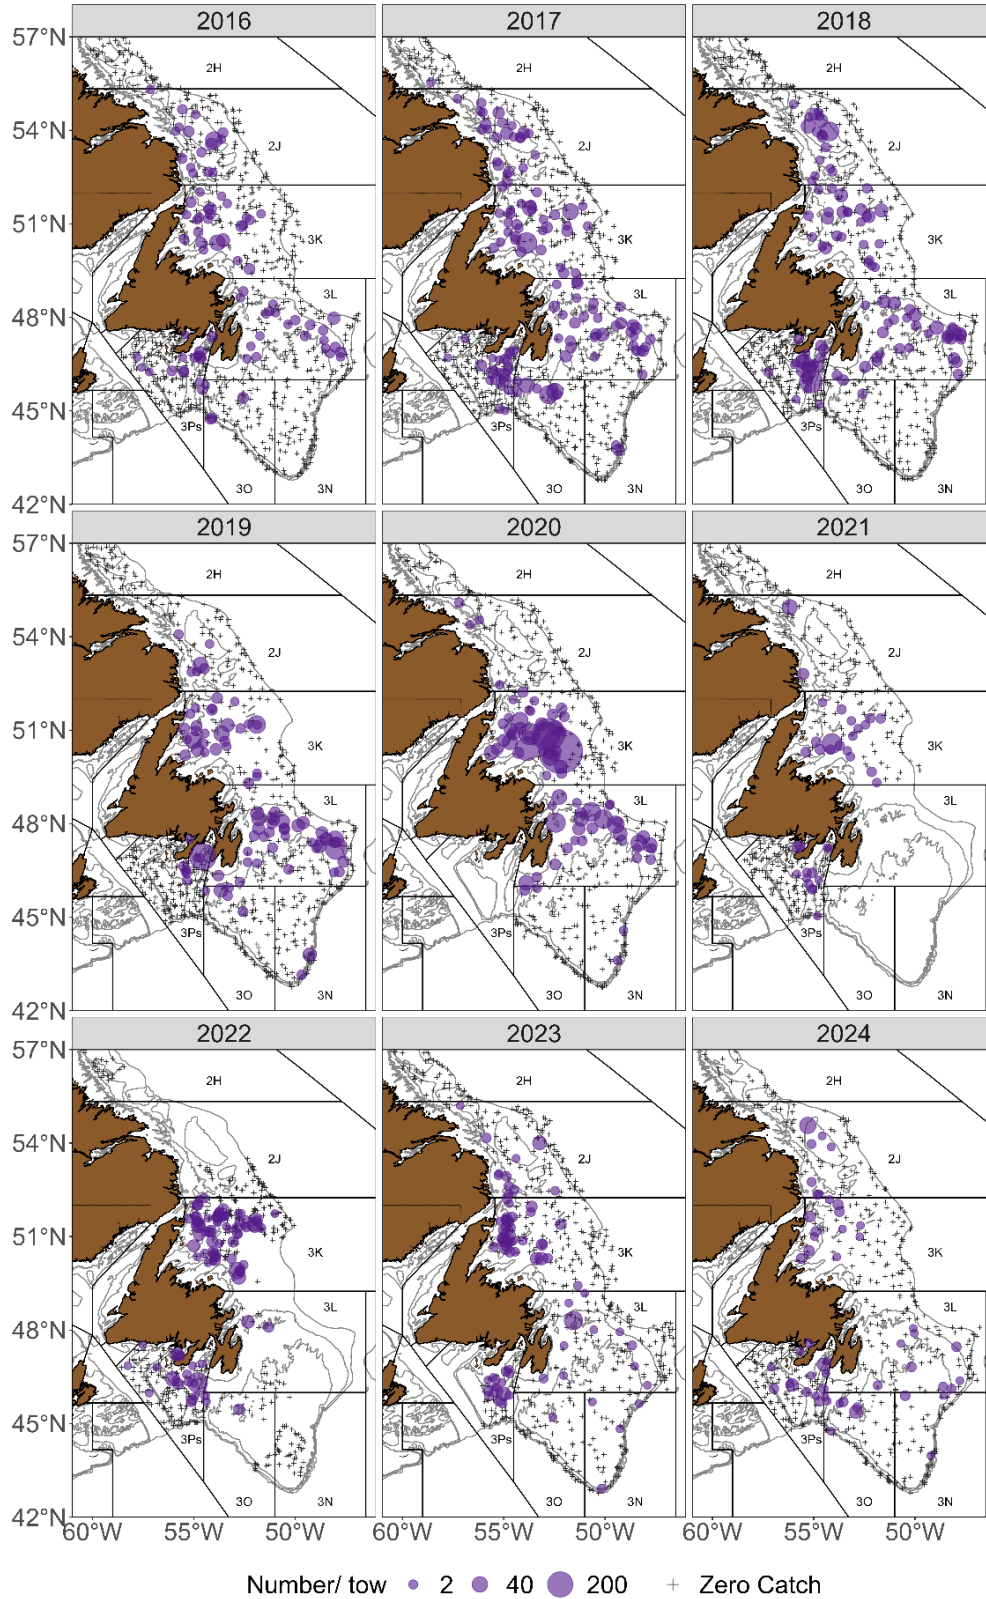 2016 2017 2018
57°N
2H 2H 2H
54°N
2J 2J 2J
51°N
3K 3K 3K
3L 3L 3L
48°N
45°N
3Ps 3Ps 3Ps
3O 3N 3O 3N 3O 3N
42°N
2019 2020 2021
57°N
2H 2H 2H
54°N
2J 2J 2J
51°N
3K 3K 3K
3L 3L 3L
48°N
45°N
3Ps 3Ps 3Ps
3O 3N 3O 3N 3O 3N
42°N
2022 2023 2024
57°N
2H 2H 2H
54°N
2J 2J 2J
51°N
3K 3K 3K
3L 3L 3L
48°N
45°N
3Ps 3Ps 3Ps
3O 3N 3O 3N 3O 3N
42°N
60°W 55°W 50°W 60°W 55°W 50°W 60°W 55°W 50°W
Number/ tow 2 40 200 Zero Catch